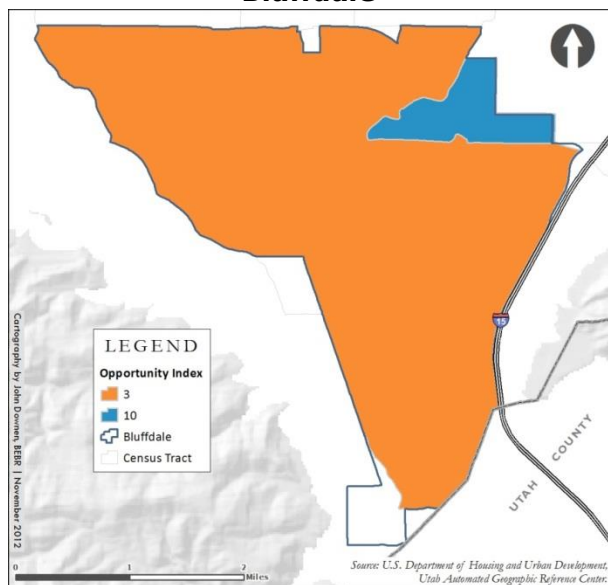 Bluffdale
15
LEGEND
Opportunity Index
3
10
Bluffdale
Census Tract
UTAH COUNTY
Cartography by John Downen, BEBR | November 2012
0 1 2
Miles
Source: U.S. Department of Housing and Urban Development,
Utah Automated Geographic Reference Center.